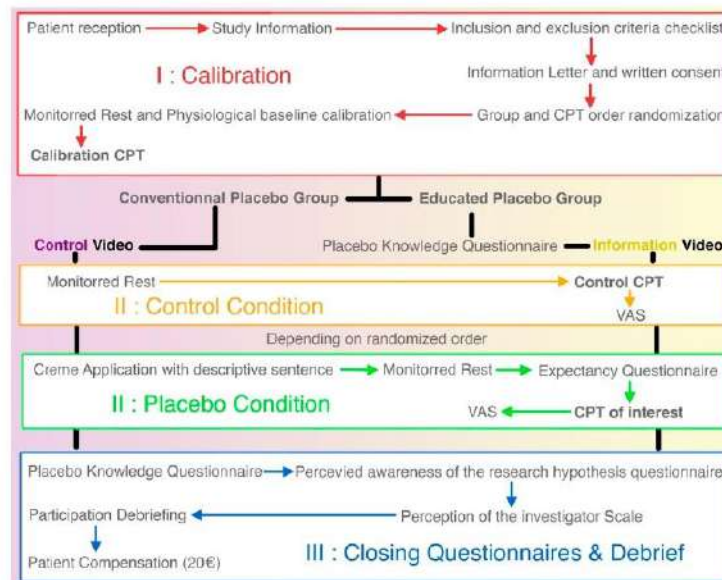 Patient reception Study Information Inclusion and exclusion criteria checklist
I : Calibration
Information Letter and written consent
Monitorred Rest and Physiological baseline calibration Group and CPT order randomization
Calibration CPT
Conventionnal Placebo Group Educated Placebo Group
Control Video Placebo Knowledge Questionnaire Information Video
Monitorred Rest Control CPT
II : Control Condition VAS
Depending on randomized order
Creme Application with descriptive sentence Monitorred Rest Expectancy Questionnaire
II : Placebo Condition VAS CPT of interest
Placebo Knowledge Questionnaire Percevied awareness of the research hypothesis questionnaire
Participation Debriefing Perception of the investigator Scale
Patient Compensation (20€) III : Closing Questionnaires & Debrief